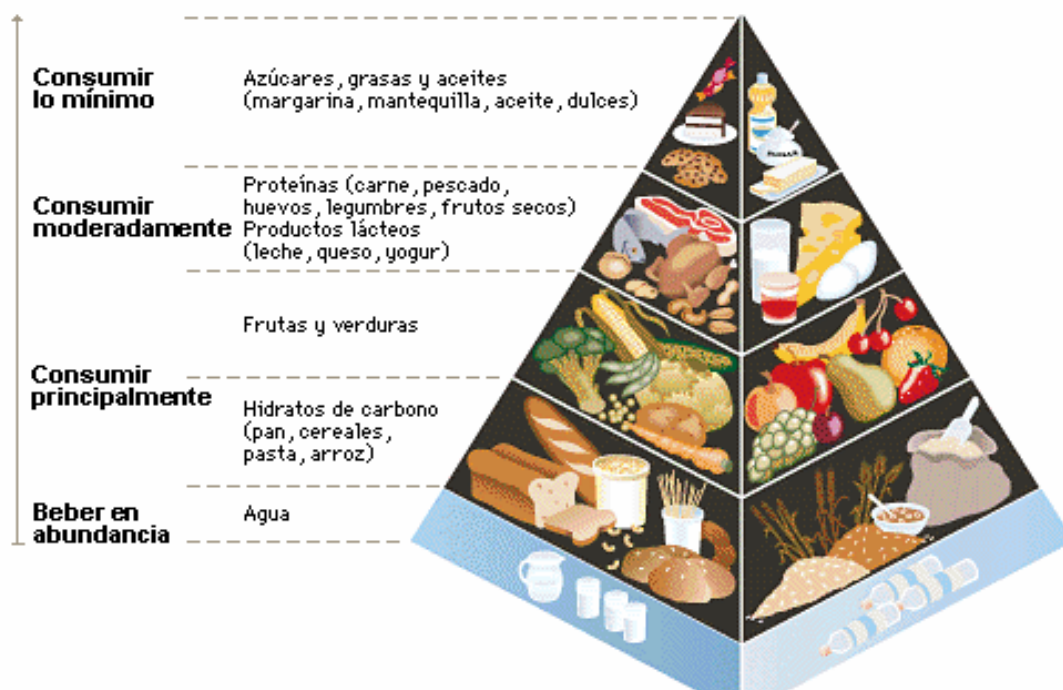 Consumir
lo mínimo
Azúcares, grasas y aceites
(margarina, mantequilla, aceite, dulces)
Consumir
moderadamente
Proteínas (carne, pescado,
huevos, legumbres, frutos secos)
Productos lácteos
(leche, queso, yogur)
Consumir
principalmente
Frutas y verduras
Hidratos de carbono
(pan, cereales,
pasta, arroz)
Beber en
abundancia
Agua